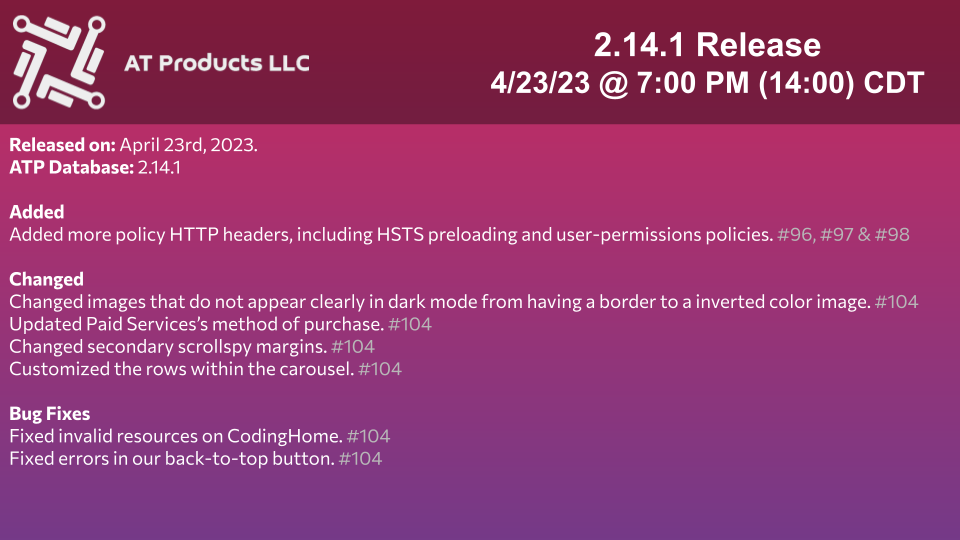 AT Products LLC
2.14.1 Release
4/23/23 @ 7:00 PM (14:00) CDT
Released on: April 23rd, 2023.
ATP Database: 2.14.1
Added
Added more policy HTTP headers, including HSTS preloading and user-permissions policies. #96, #97 & #98
Changed
Changed images that do not appear clearly in dark mode from having a border to a inverted color image. #104
Updated Paid Services's method of purchase. #104
Changed secondary scrollspy margins. #104
Customized the rows within the carousel. #104
Bug Fixes
Fixed invalid resources on CodingHome. #104
Fixed errors in our back-to-top button. #104